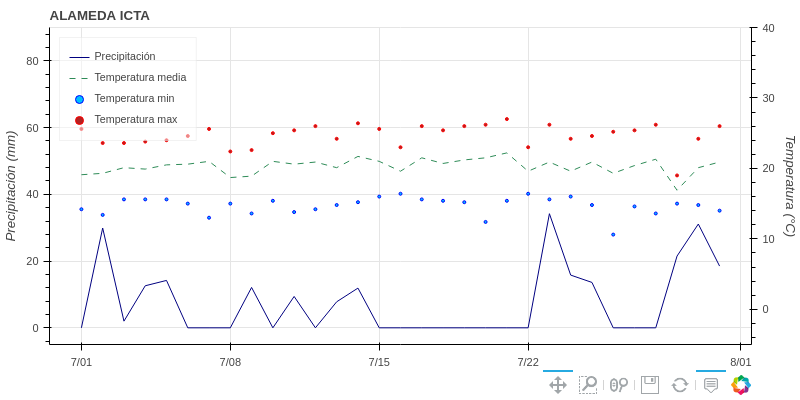 ALAMEDA ICTA
Precipitación
Temperatura media
Temperatura min
Temperatura max
Precipitación (mm)
80
60
40
20
0
Temperatura (°C)
40
30
20
10
0
7/01 7/08 7/15 7/22 8/01